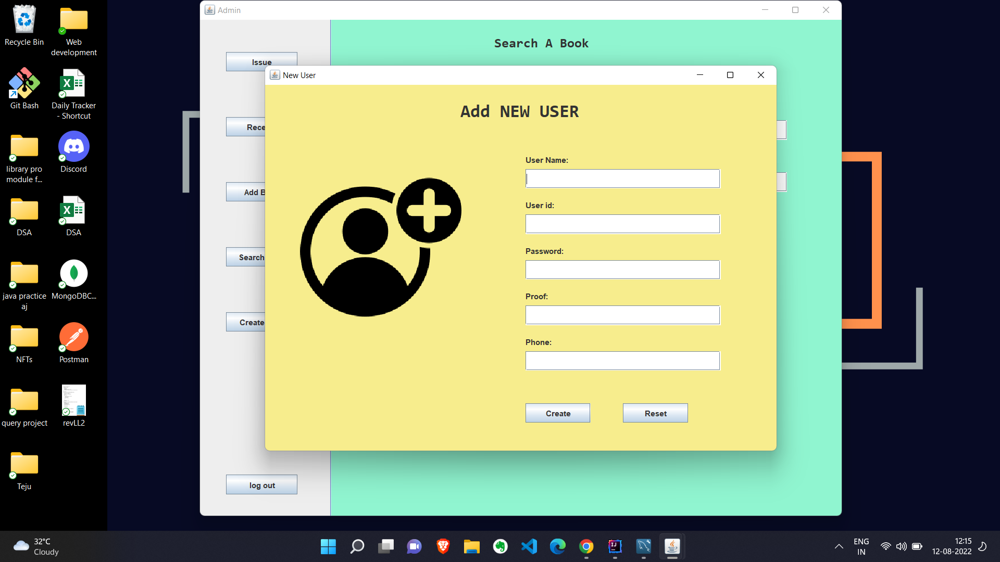 Recycle Bin
Web
development
Git Bash
Daily Tracker
- Shortcut
library pro
module f...
Discord
DSA
DSA
java practice
aj
MongoDBC...
NFTs
Postman
query project
revLL2
Teju
Admin
Issue
Rece
Add B
Search
Create
log out
Search A Book
New User
Add NEW USER
User Name:
User id:
Password:
Proof:
Phone:
Create
Reset
32°C
Cloudy
ENG
IN
12:15
12-08-2022